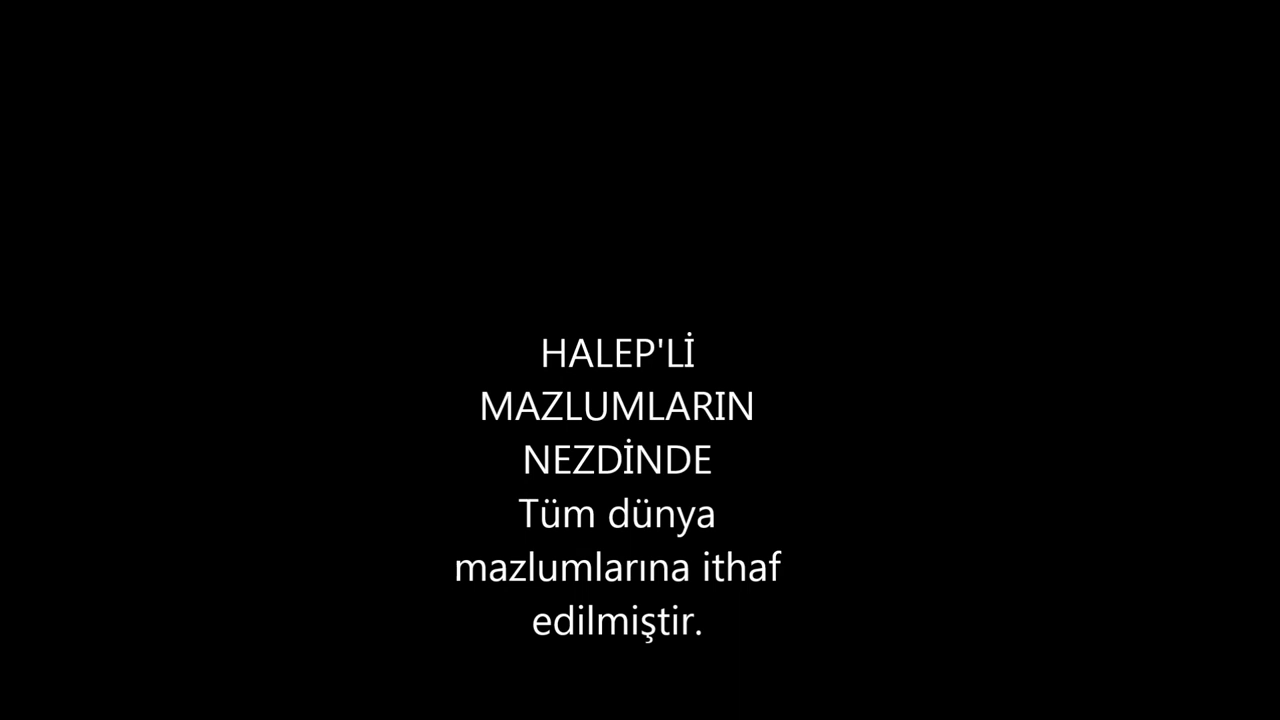 HALEP'Lİ
MAZLUMLARIN
NEZDİNDE
Tüm dünya
mazlumlarına ithaf
edilmiştir.